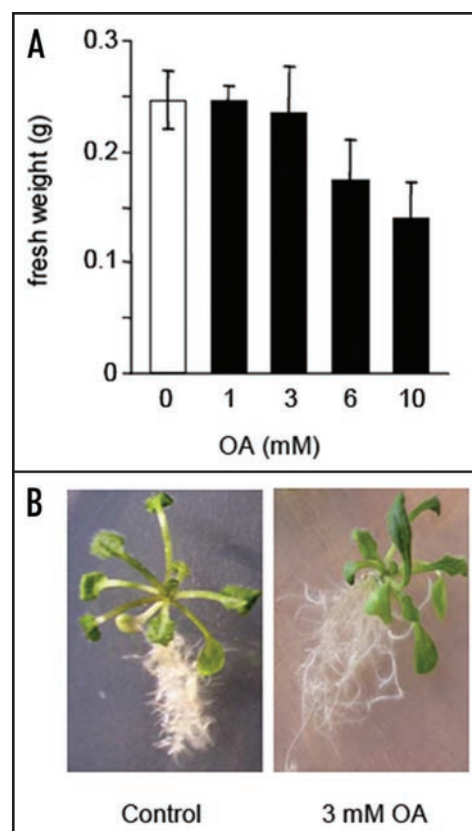 A
fresh weight (g)
0.3
0.2
0.1
0
0 1 3 6 10
OA (mM)
B
Control 3 mM OA